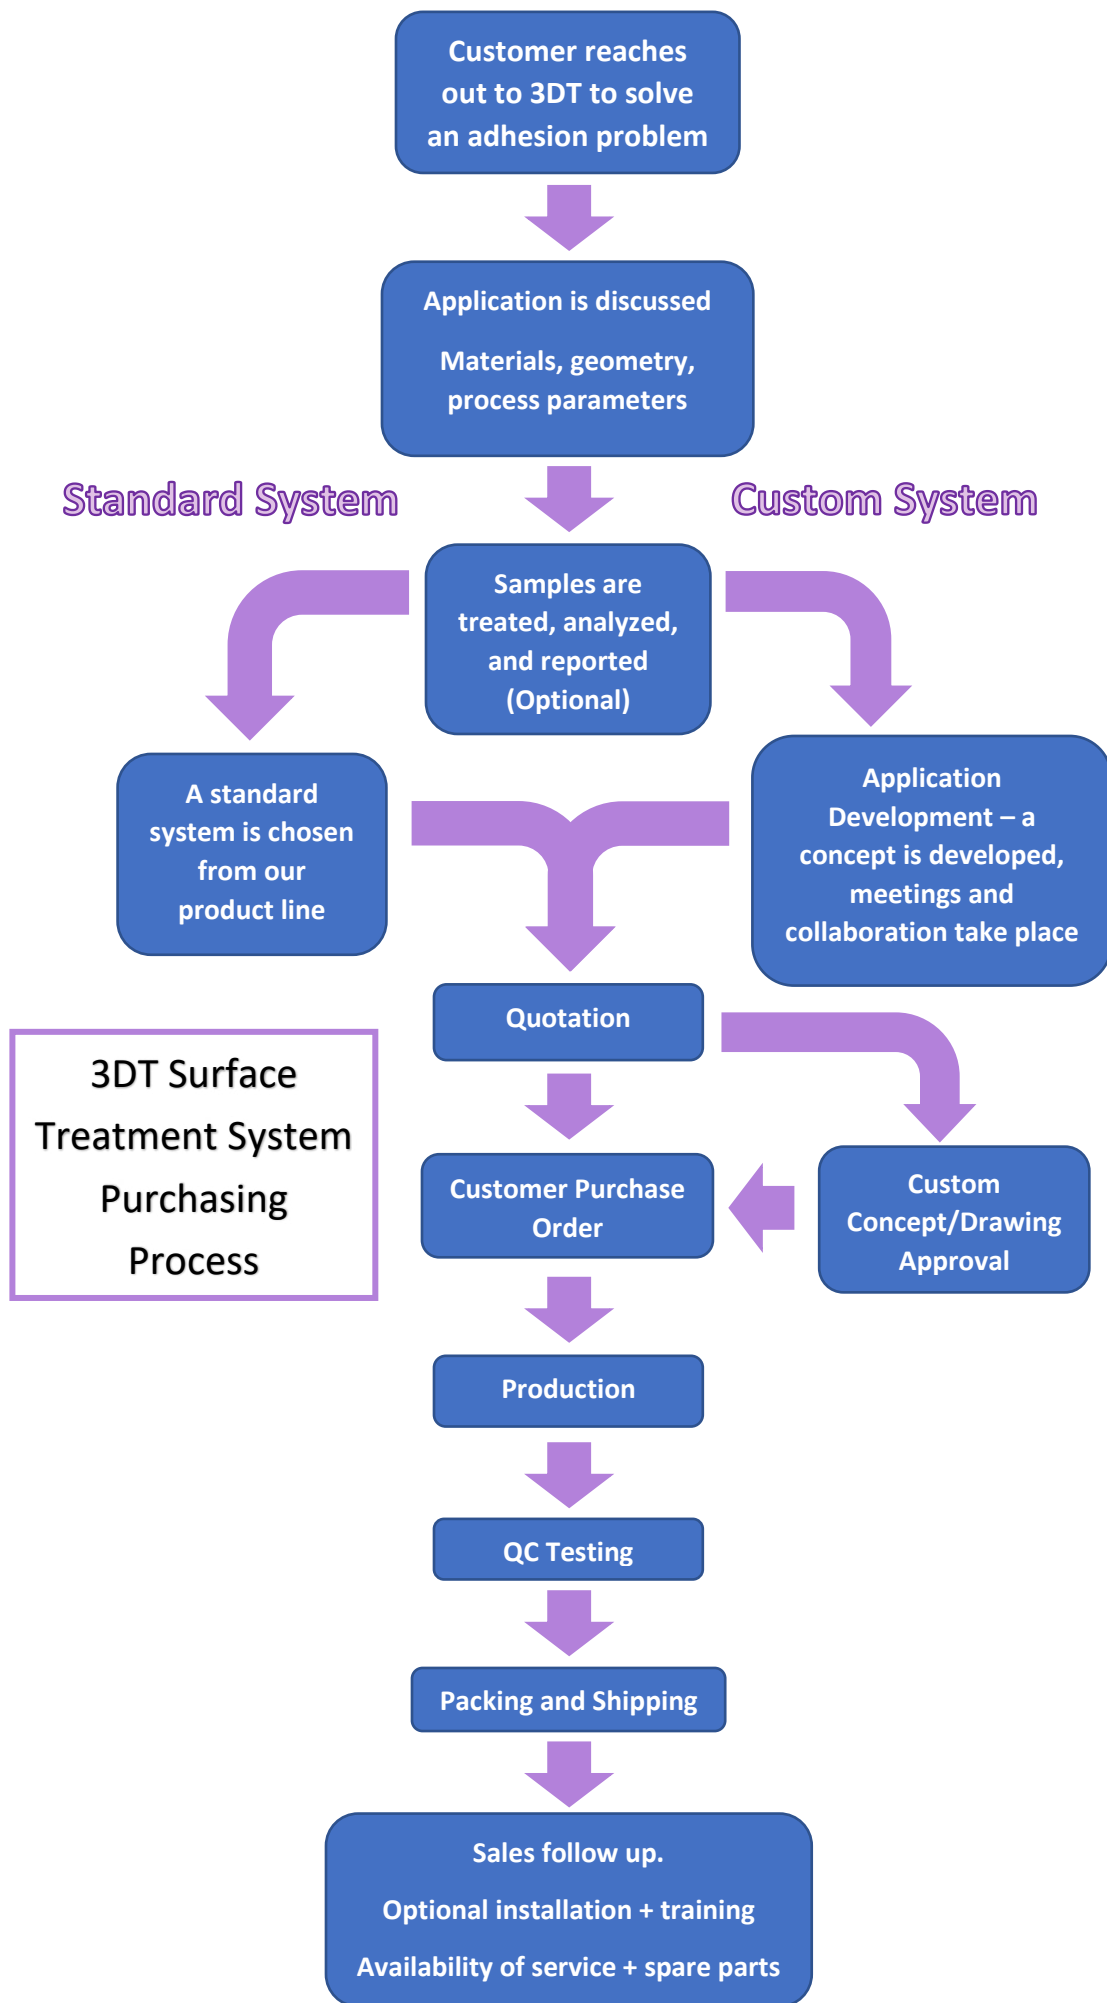 Customer reaches
out to 3DT to solve
an adhesion problem
Application is discussed
Materials, geometry,
process parameters
Standard System
Custom System
Samples are
treated, analyzed,
and reported
(Optional)
A standard
system is chosen
from our
product line
Application
Development – a
concept is developed,
meetings and
collaboration take place
Quotation
3DT Surface
Treatment System
Purchasing
Process
Customer Purchase
Order
Custom
Concept/Drawing
Approval
Production
QC Testing
Packing and Shipping
Sales follow up.
Optional installation + training
Availability of service + spare parts